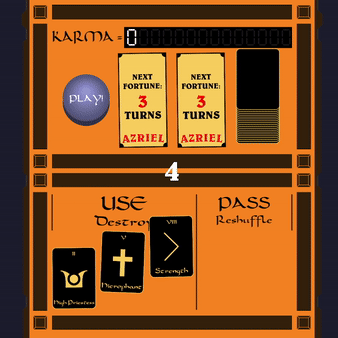 KARMA = 0
PLAY!
NEXT
FORTUNE:
3
TURNS
AZRIEL
NEXT
FORTUNE:
3
TURNS
AZRIEL
4
USE
Destroy
PASS
Reshuffle
II
High Priestess
V
Hierophant
VIII
Strength